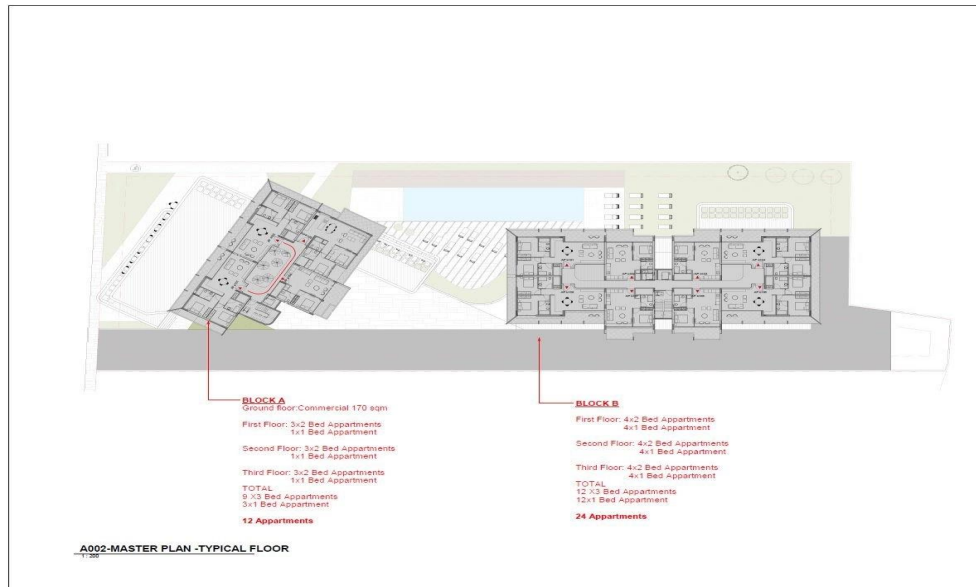 BLOCK A
Ground floor:Commercial 170 sqm
First Floor: 3x2 Bed Appartments
1x1 Bed Appartment
Second Floor: 3x2 Bed Appartments
1x1 Bed Appartment
Third Floor: 3x2 Bed Appartments
1x1 Bed Appartment
TOTAL
9 X3 Bed Appartments
3x1 Bed Appartment
12 Appartments
BLOCK B
First Floor: 4x2 Bed Appartments
4x1 Bed Appartment
Second Floor: 4x2 Bed Appartments
4x1 Bed Appartment
Third Floor: 4x2 Bed Appartments
4x1 Bed Appartment
TOTAL
12 X3 Bed Appartments
12x1 Bed Appartment
24 Appartments
A002-MASTER PLAN -TYPICAL FLOOR
1 : 200